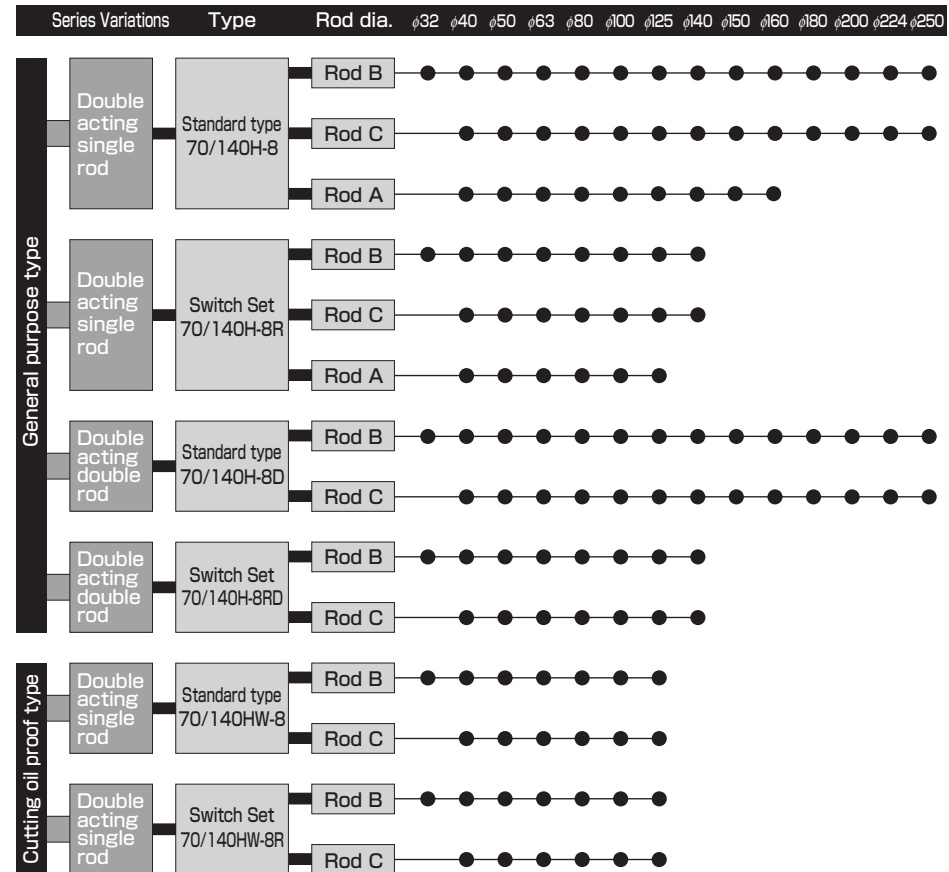 Series Variations Type Rod dia. φ32 φ40 φ50 φ63 φ80 φ100 φ125 φ140 φ150 φ160 φ180 φ200 φ224 φ250
General purpose type
Double
acting
single
rod
Standard type
70/140H-8
Rod B
Rod C
Rod A
Double
acting
single
rod
Switch Set
70/140H-8R
Rod B
Rod C
Rod A
Double
acting
double
rod
Standard type
70/140H-8D
Rod B
Rod C
Double
acting
double
rod
Switch Set
70/140H-8RD
Rod B
Rod C
Cutting oil proof type
Double
acting
single
rod
Standard type
70/140HW-8
Rod B
Rod C
Double
acting
single
rod
Switch Set
70/140HW-8R
Rod B
Rod C